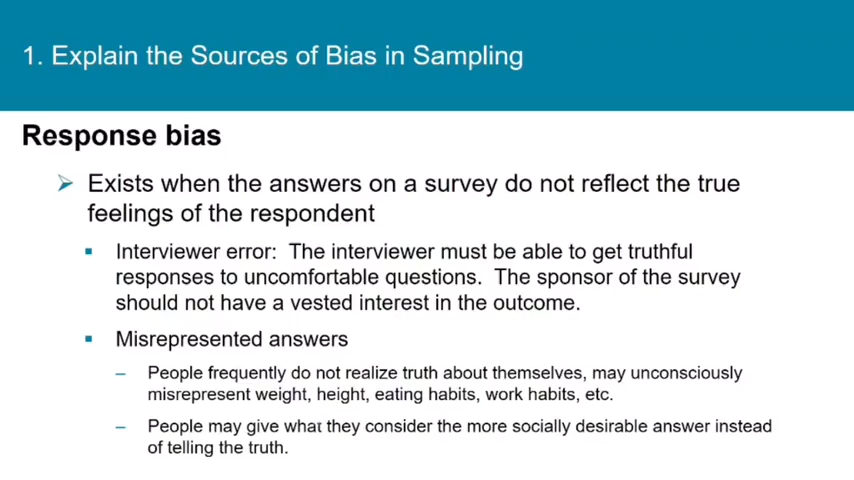 1. Explain the Sources of Bias in Sampling
Response bias
Exists when the answers on a survey do not reflect the true
feelings of the respondent
Interviewer error: The interviewer must be able to get truthful
responses to uncomfortable questions. The sponsor of the survey
should not have a vested interest in the outcome.
Misrepresented answers
– People frequently do not realize truth about themselves, may unconsciously
misrepresent weight, height, eating habits, work habits, etc.
– People may give what they consider the more socially desirable answer instead
of telling the truth.